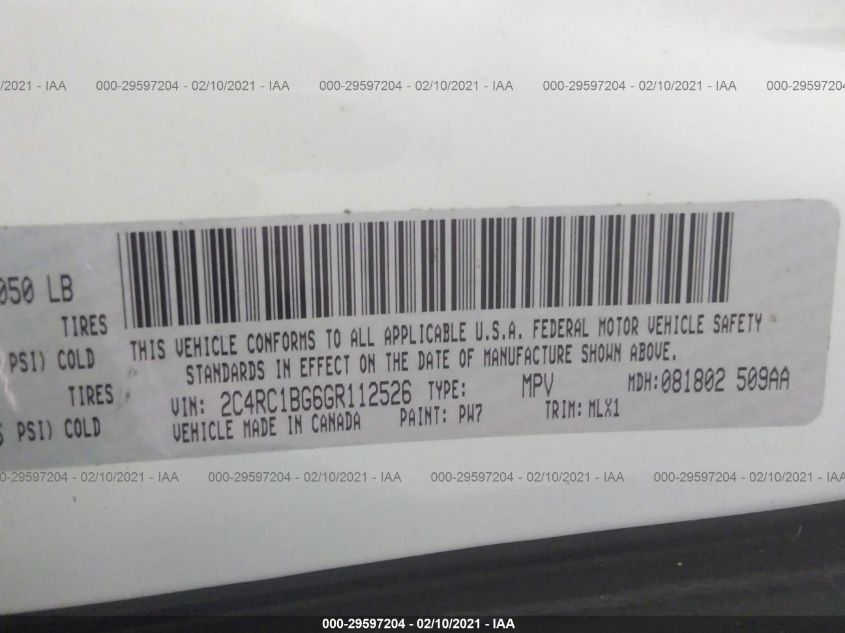 /2021 - IAA 000-29597204 - 02/10/2021 - IAA 000-29597204 - 02/10/2021 - IAA 000-29597204 - 02/10/2021 - IAA 000-295972
050 LB
TIRES
PSI) COLD
TIRES
PSI) COLD
THIS VEHICLE CONFORMS TO ALL APPLICABLE U.S.A. FEDERAL MOTOR VEHICLE SAFETY
STANDARDS IN EFFECT ON THE DATE OF MANUFACTURE SHOWN ABOVE.
VIN: 2C4RC1BG6GR112526 TYPE: MPV MDH:081802 509AA
VEHICLE MADE IN CANADA PAINT: PW7 TRIM: MLX1
00-29597204 - 02/10/2021 - IAA 000-29597204 - 02/10/2021 - IAA 000-29597204 - 02/10/2021 - IAA 000-29597204 - 02/10/2021 - IAA
000-29597204 - 02/10/2021 - IAA